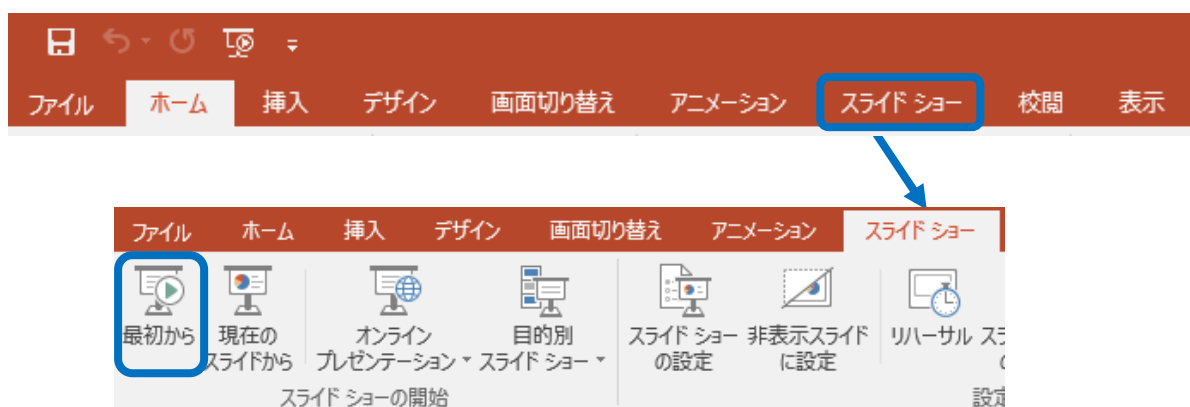 ファイル ホーム 挿入 デザイン 画面切り替え アニメーション スライド ショー 校閲 表示
ファイル ホーム 挿入 デザイン 画面切り替え アニメーション スライド ショー
最初から 現在の オンライン 目的別 スライド ショー 非表示スライド リハーサル
スライドから プレゼンテーション スライド ショー の設定 に設定
スライド ショーの開始 設定